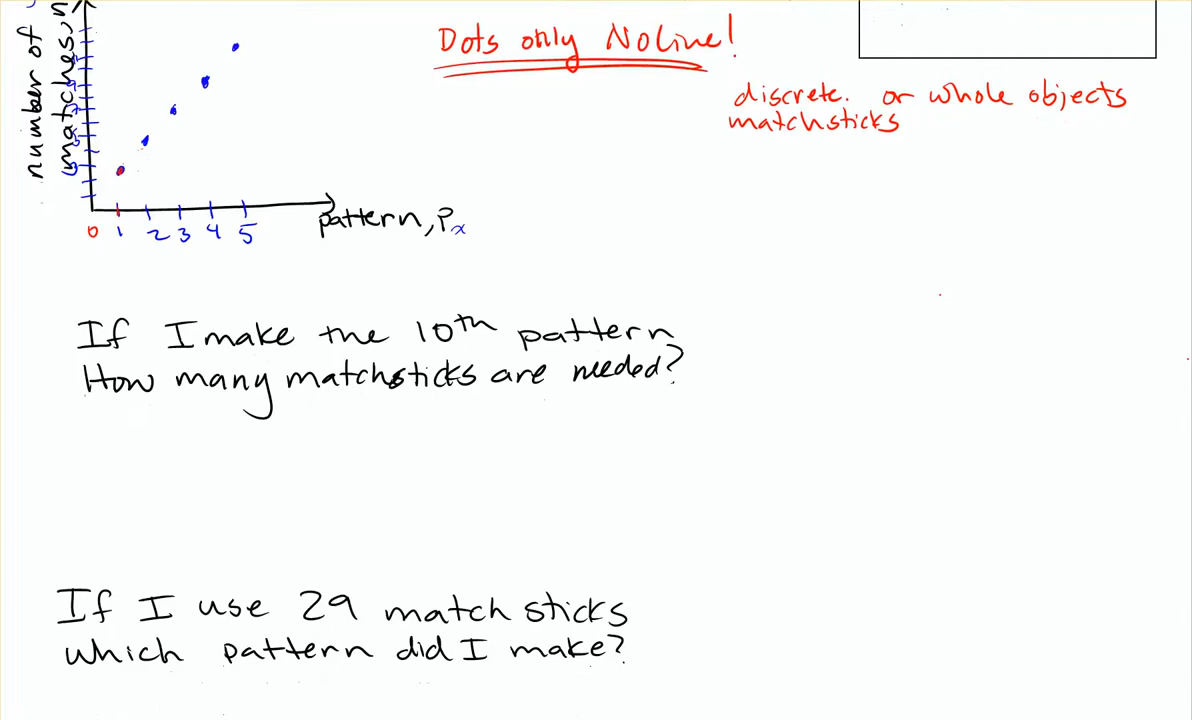 number of
matches, n
Dots only No Line!
discrete. or whole objects
matchsticks
0 1 2 3 4 5
pattern, Px
If I make the 10th pattern
How many matchsticks are needed?
If I use 29 match sticks
which pattern did I make?